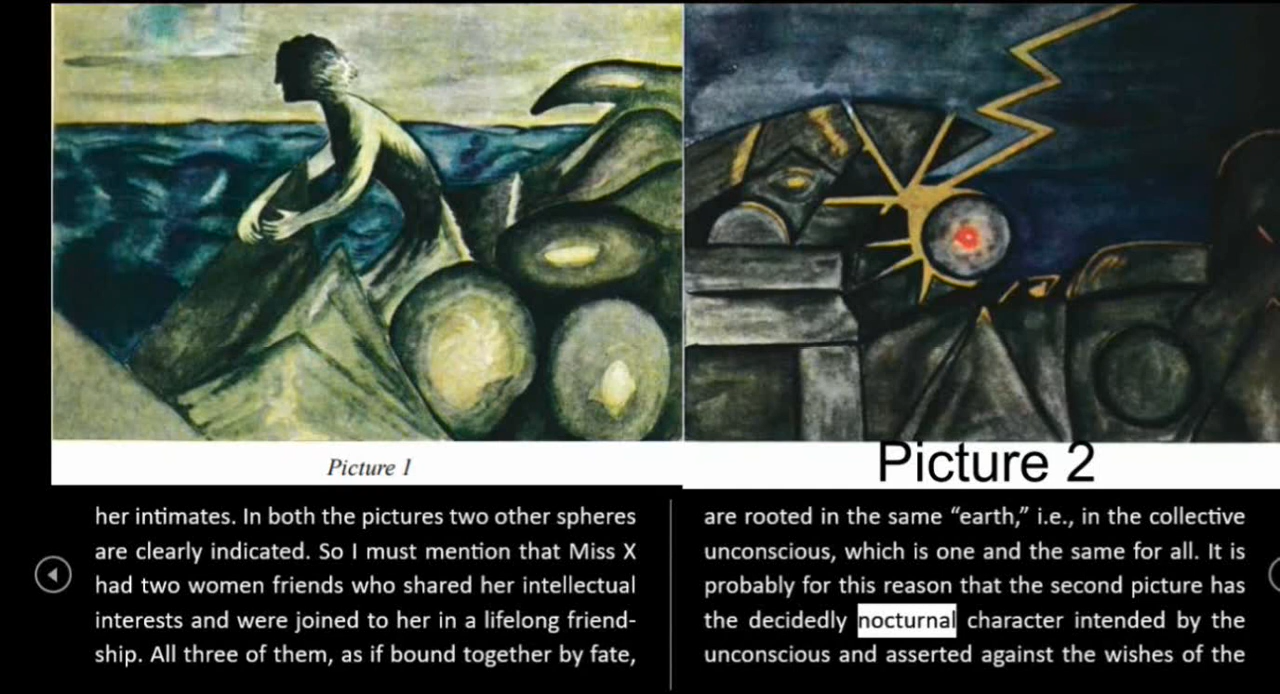 Picture 1
Picture 2
her intimates. In both the pictures two other spheres
are clearly indicated. So I must mention that Miss X
had two women friends who shared her intellectual
interests and were joined to her in a lifelong friend-
ship. All three of them, as if bound together by fate,
are rooted in the same “earth,” i.e., in the collective
unconscious, which is one and the same for all. It is
probably for this reason that the second picture has
the decidedly nocturnal character intended by the
unconscious and asserted against the wishes of the